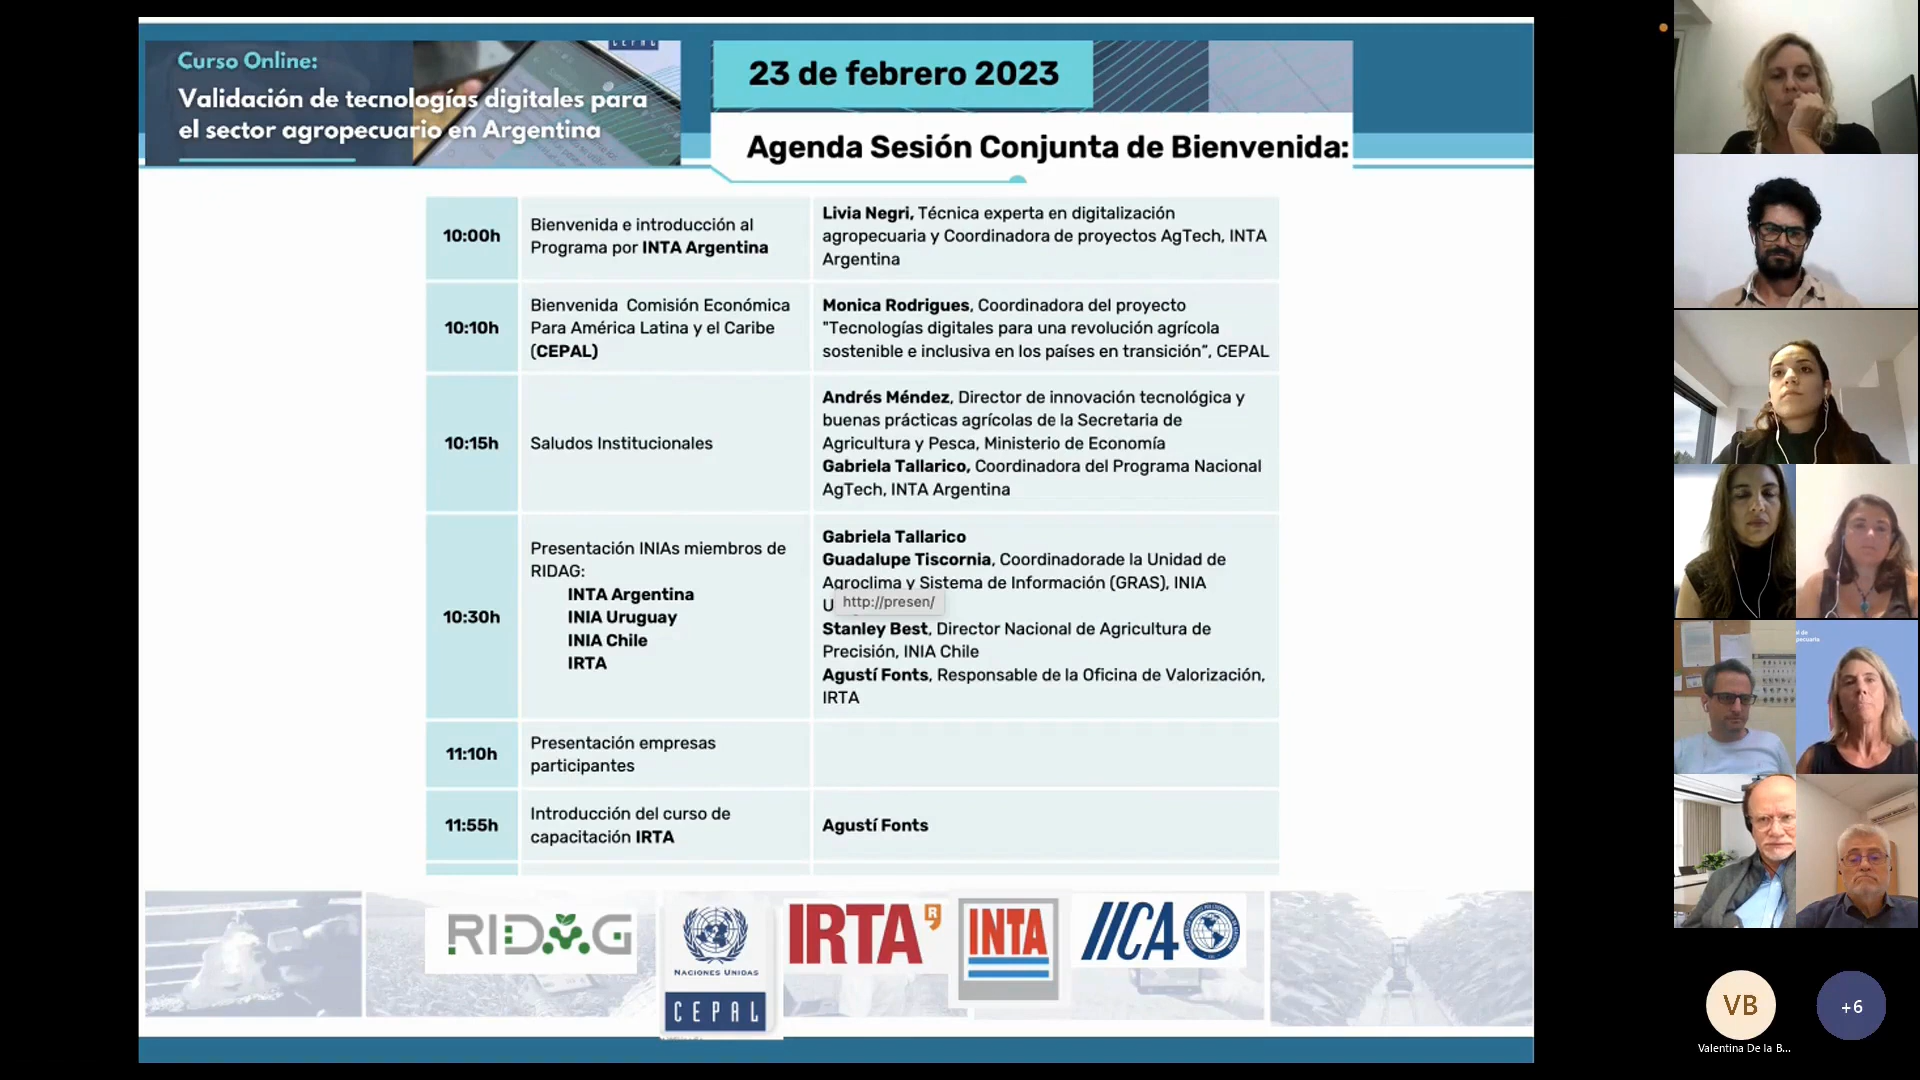 CEPAL
Curso Online:
Validación de tecnologías digitales para
el sector agropecuario en Argentina
23 de febrero 2023
Agenda Sesión Conjunta de Bienvenida:
10:00h
Bienvenida e introducción al
Programa por INTA Argentina
Livia Negri, Técnica experta en digitalización
agropecuaria y Coordinadora de proyectos AgTech, INTA
Argentina
10:10h
Bienvenida Comisión Económica
Para América Latina y el Caribe
(CEPAL)
Monica Rodrigues, Coordinadora del proyecto
"Tecnologías digitales para una revolución agrícola
sostenible e inclusiva en los países en transición”, CEPAL
10:15h
Saludos Institucionales
Andrés Méndez, Director de innovación tecnológica y
buenas prácticas agrícolas de la Secretaria de
Agricultura y Pesca, Ministerio de Economía
Gabriela Tallarico, Coordinadora del Programa Nacional
AgTech, INTA Argentina
10:30h
Presentación INIAs miembros de
RIDAG:
INTA Argentina
INIA Uruguay
INIA Chile
IRTA
Gabriela Tallarico
Guadalupe Tiscornia, Coordinadorade la Unidad de
Agroclima y Sistema de Información (GRAS), INIA
http://presen/
Stanley Best, Director Nacional de Agricultura de
Precisión, INIA Chile
Agustí Fonts, Responsable de la Oficina de Valorización,
IRTA
11:10h
Presentación empresas
participantes
11:55h
Introducción del curso de
capacitación IRTA
Agustí Fonts
RIDAG
NACIONES UNIDAS
CEPAL
IRTA R
INTA
IICA
VB
+6
Valentina De la B...